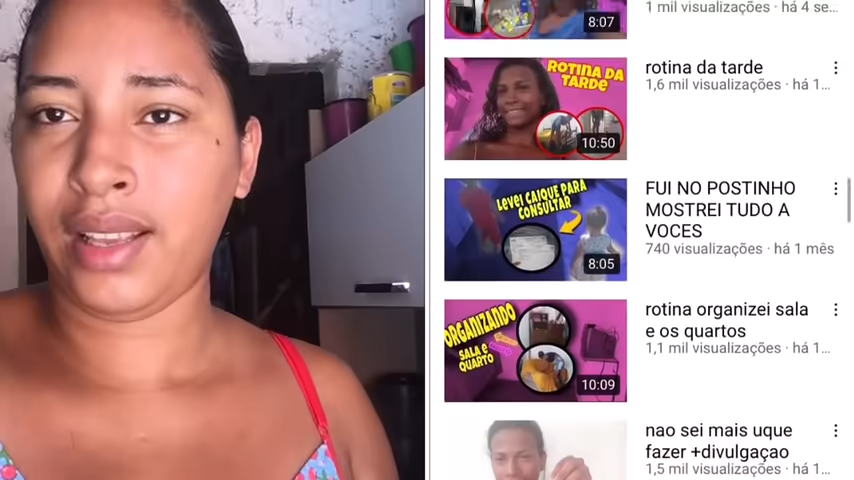 8:07
1 mil visualizações · há 4 se...
ROTINA DA
TARDE
10:50
rotina da tarde
1,6 mil visualizações · há 1...
LEVEI CAIQUE PARA
CONSULTAR
8:05
FUI NO POSTINHO
MOSTREI TUDO A
VOCES
740 visualizações · há 1 mês
ORGANIZANDO
SALA E
QUARTO
10:09
rotina organizei sala
e os quartos
1,1 mil visualizações · há 1...
nao sei mais uque
fazer +divulgaçao
1,5 mil visualizações · há 1...